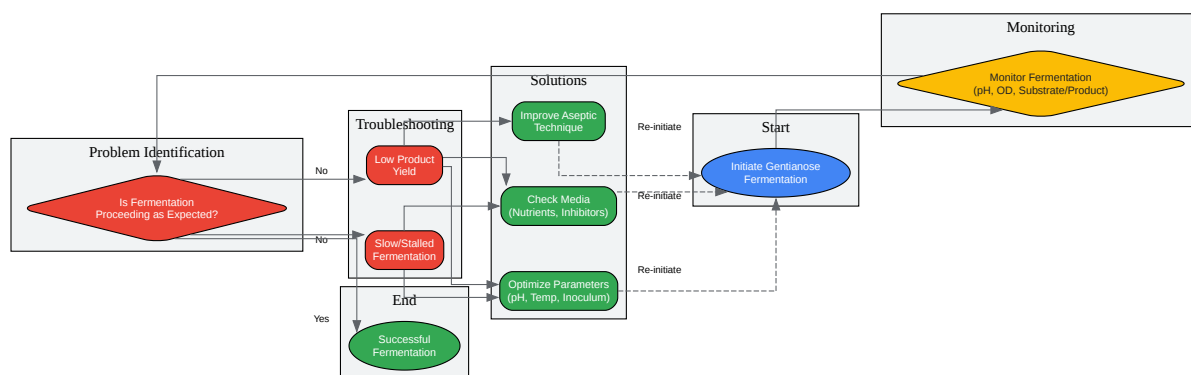 Monitoring
Monitor Fermentation
(pH, OD, Substrate/Product)
Solutions
Improve Aseptic
Technique
Check Media
(Nutrients, Inhibitors)
Optimize Parameters
(pH, Temp, Inoculum)
Troubleshooting
Low Product
Yield
Slow/Stalled
Fermentation
Start
Initiate Gentianose
Fermentation
Re-initiate
Re-initiate
Re-initiate
Problem Identification
Is Fermentation
Proceeding as Expected?
No
No
Yes
End
Successful
Fermentation